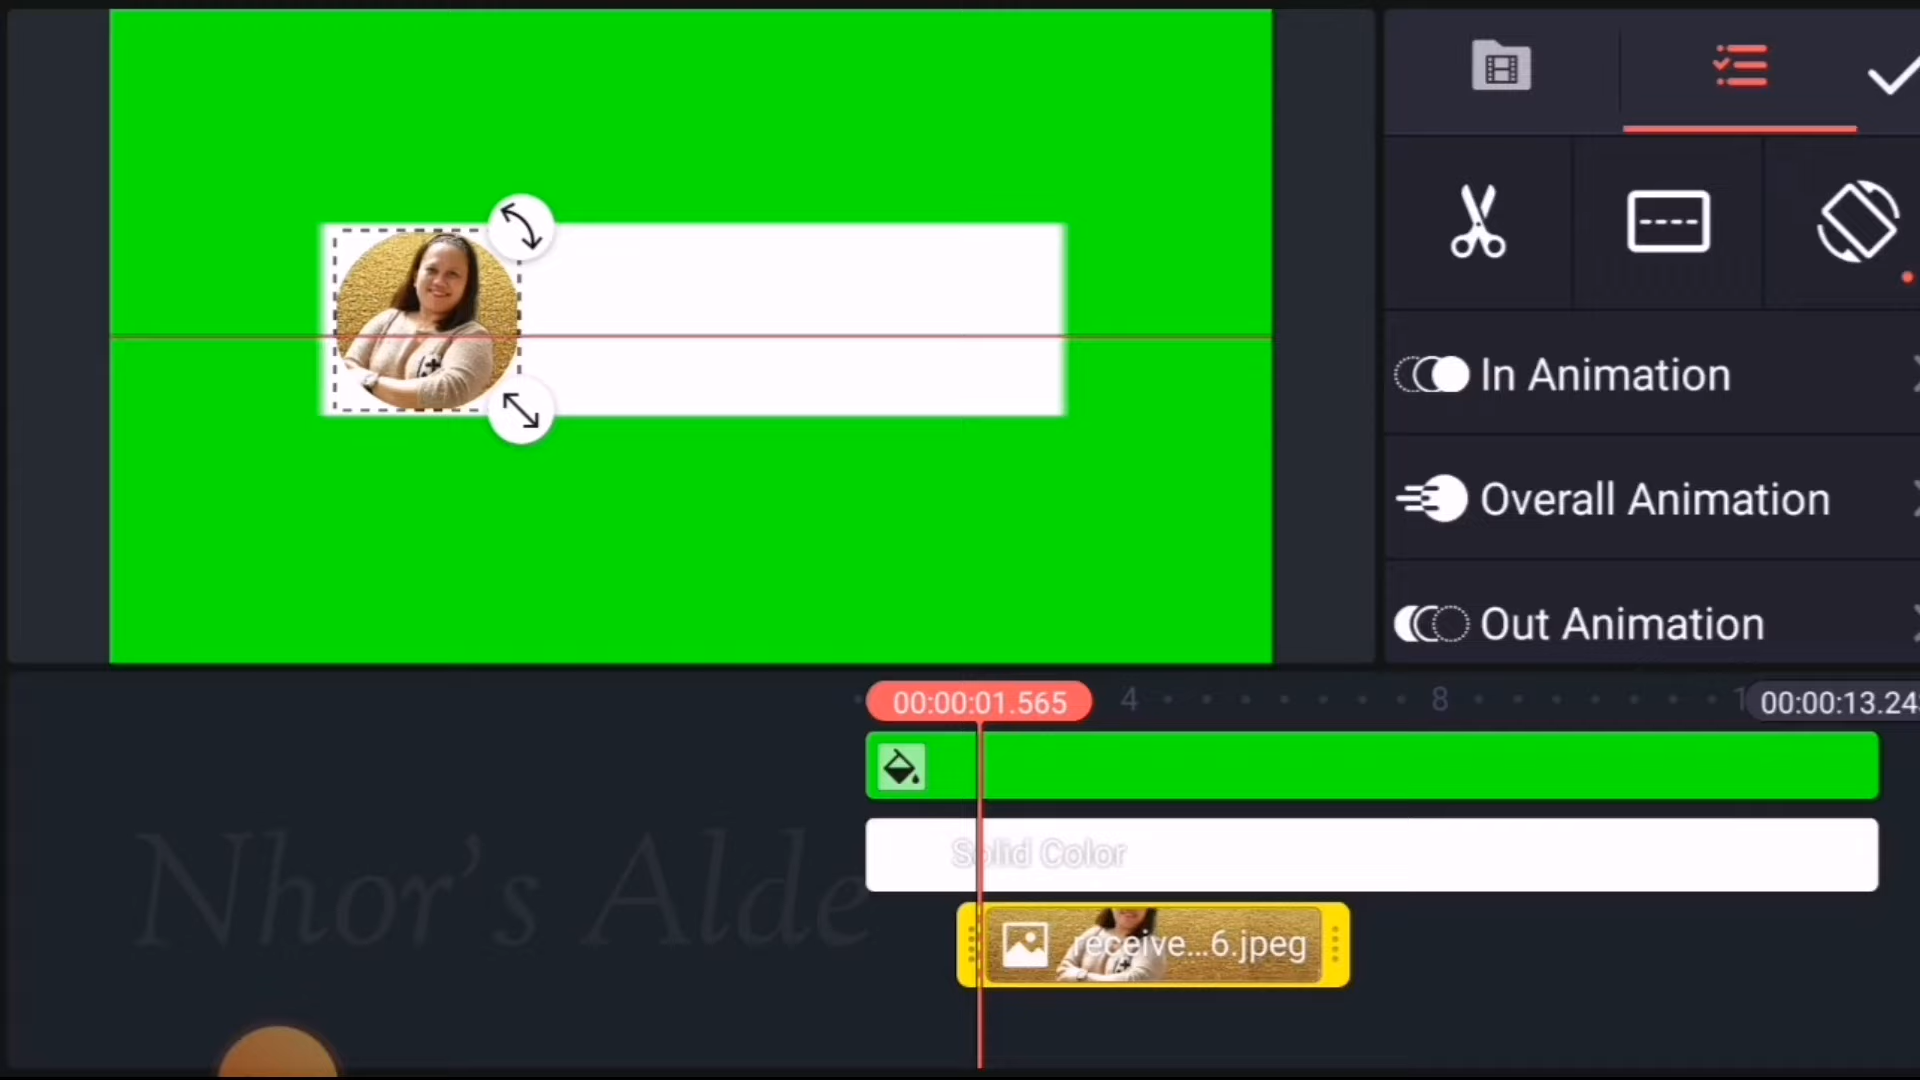 In Animation
Overall Animation
Out Animation
00:00:01.565
4
8
00:00:13.24
Solid Color
receive...6.jpeg
Nhor's Alde